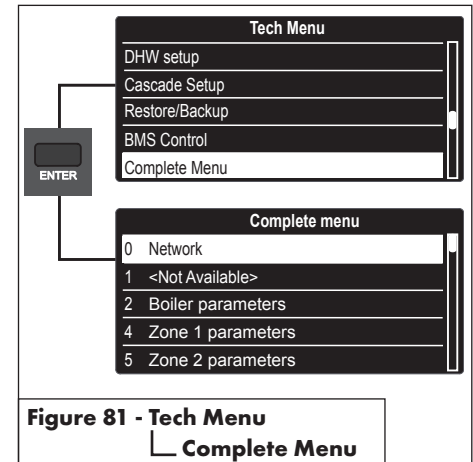 Tech Menu
DHW setup
Cascade Setup
Restore/Backup
BMS Control
Complete Menu
ENTER
Complete menu
0 Network
1 <Not Available>
2 Boiler parameters
4 Zone 1 parameters
5 Zone 2 parameters
Figure 81 - Tech Menu
Complete Menu